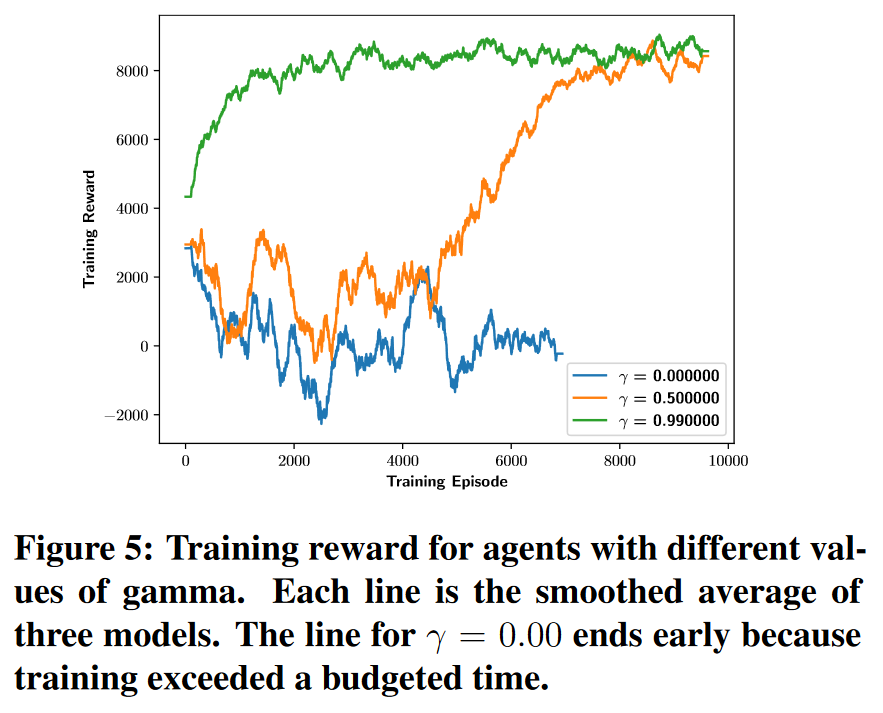 8000
6000
4000
2000
0
−2000
Training Reward
0 2000 4000 6000 8000 10000
Training Episode
γ = 0.000000
γ = 0.500000
γ = 0.990000
Figure 5: Training reward for agents with different val-
ues of gamma. Each line is the smoothed average of
three models. The line for γ = 0.00 ends early because
training exceeded a budgeted time.